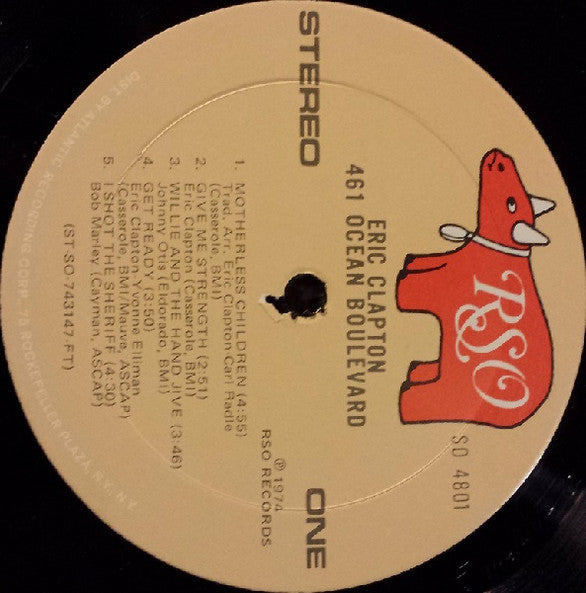 RSO
SO 4801
ERIC CLAPTON
461 OCEAN BOULEVARD
STEREO
ONE
℗ 1974
RSO RECORDS
1. MOTHERLESS CHILDREN (4:55)
Trad. Arr. Eric Clapton-Carl Radle
(Casserole, BMI)
2. GIVE ME STRENGTH (2:51)
Eric Clapton (Casserole, BMI)
3. WILLIE AND THE HAND JIVE (3:46)
Johnny Otis (Eldorado, BMI)
4. GET READY (3:50)
Eric Clapton-Yvonne Elliman
(Casserole, BMI/Mauve, ASCAP)
5. I SHOT THE SHERIFF (4:30)
Bob Marley (Cayman, ASCAP)
(ST SO 743147 FT)
DIST. BY ATLANTIC RECORDING CORP. 75 ROCKEFELLER PLAZA, N.Y. N.Y.